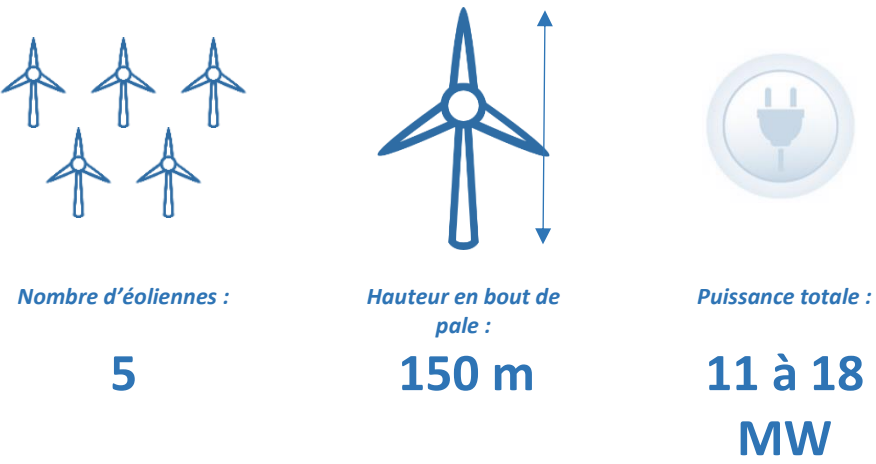 Nombre d’éoliennes :
5
Hauteur en bout de
pale :
150 m
Puissance totale :
11 à 18
MW